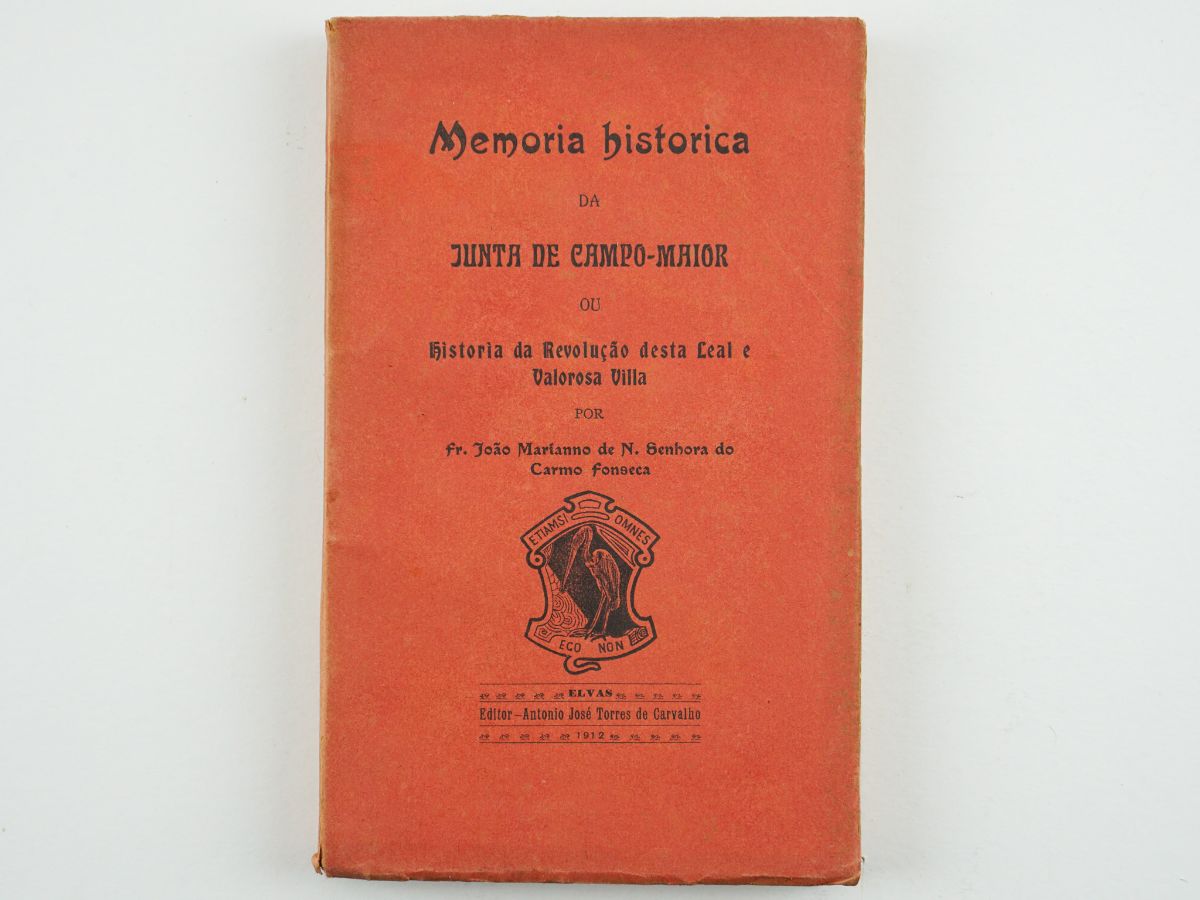 Memoria historica
DA
JUNTA DE CAMPO-MAIOR
OU
Historia da Revolução desta Leal e
Valorosa Villa
POR
Fr. João Marianno de N. Senhora do
Carmo Fonseca
ETIAMSI OMNES
EGO NON
ELVAS
Editor—Antonio José Torres de Carvalho
1912